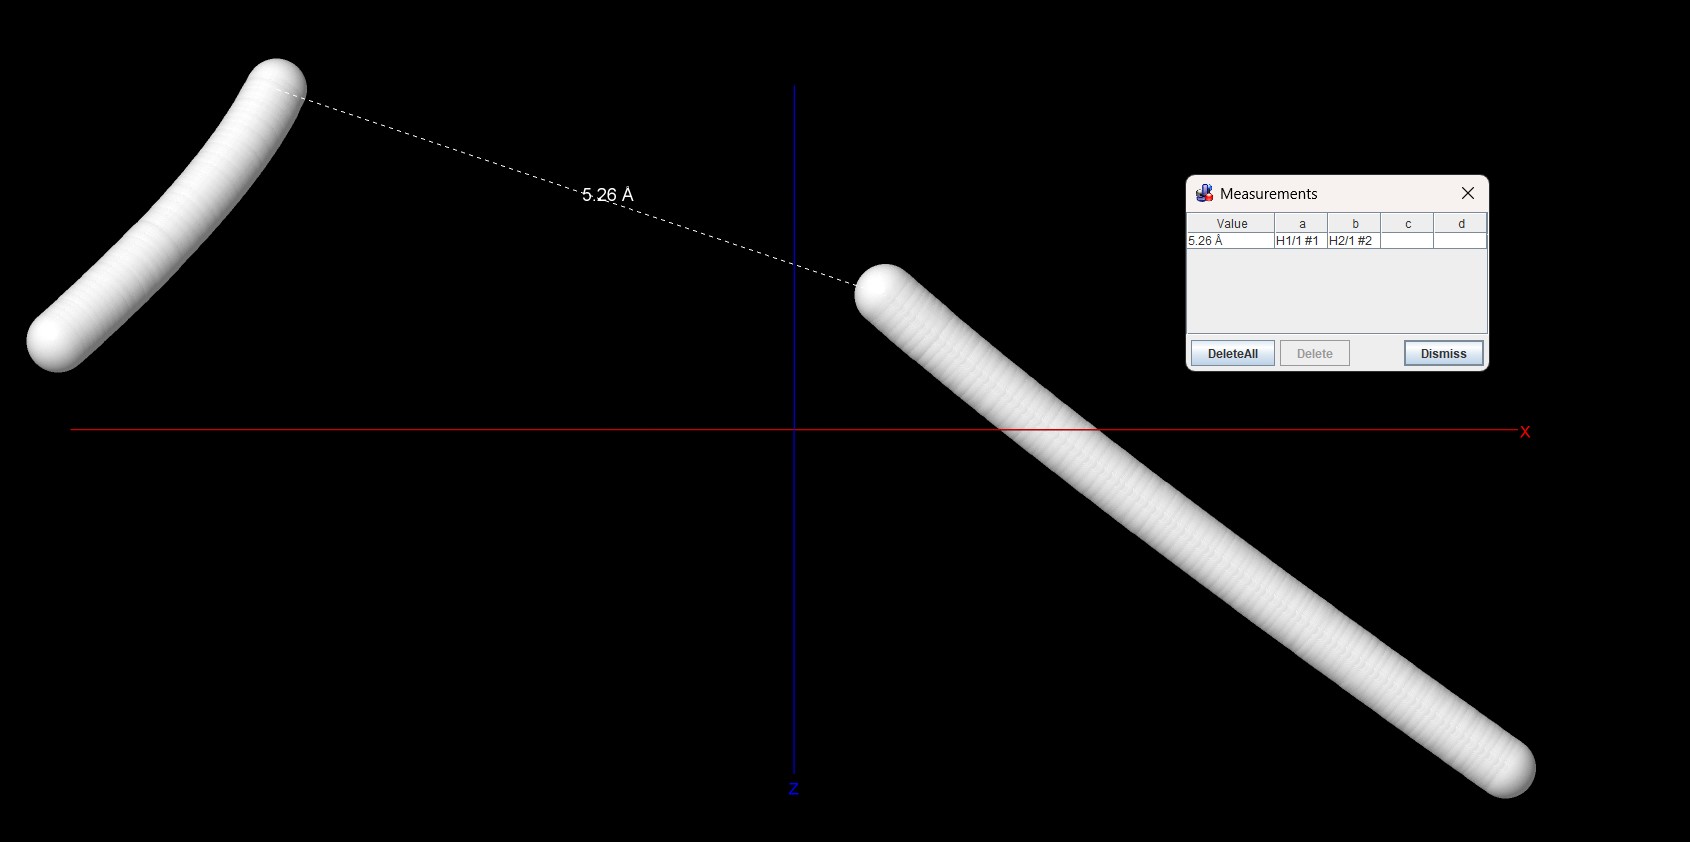 5.26 Å
Measurements
Value a b c d
5.26 Å H1/1 #1 H2/1 #2
X
DeleteAll Delete Dismiss
Z